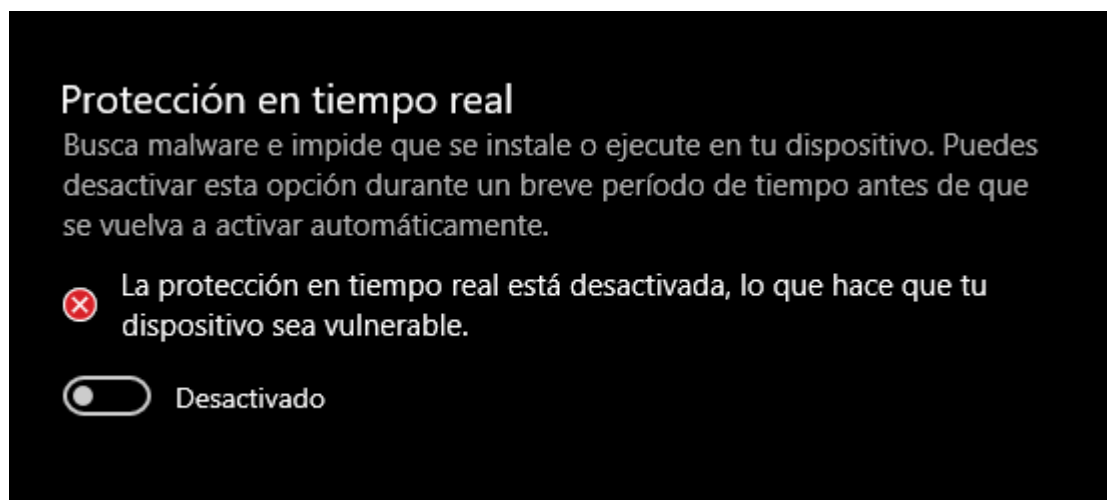 Protección en tiempo real
Busca malware e impide que se instale o ejecute en tu dispositivo. Puedes
desactivar esta opción durante un breve período de tiempo antes de que
se vuelva a activar automáticamente.
La protección en tiempo real está desactivada, lo que hace que tu
dispositivo sea vulnerable.
Desactivado